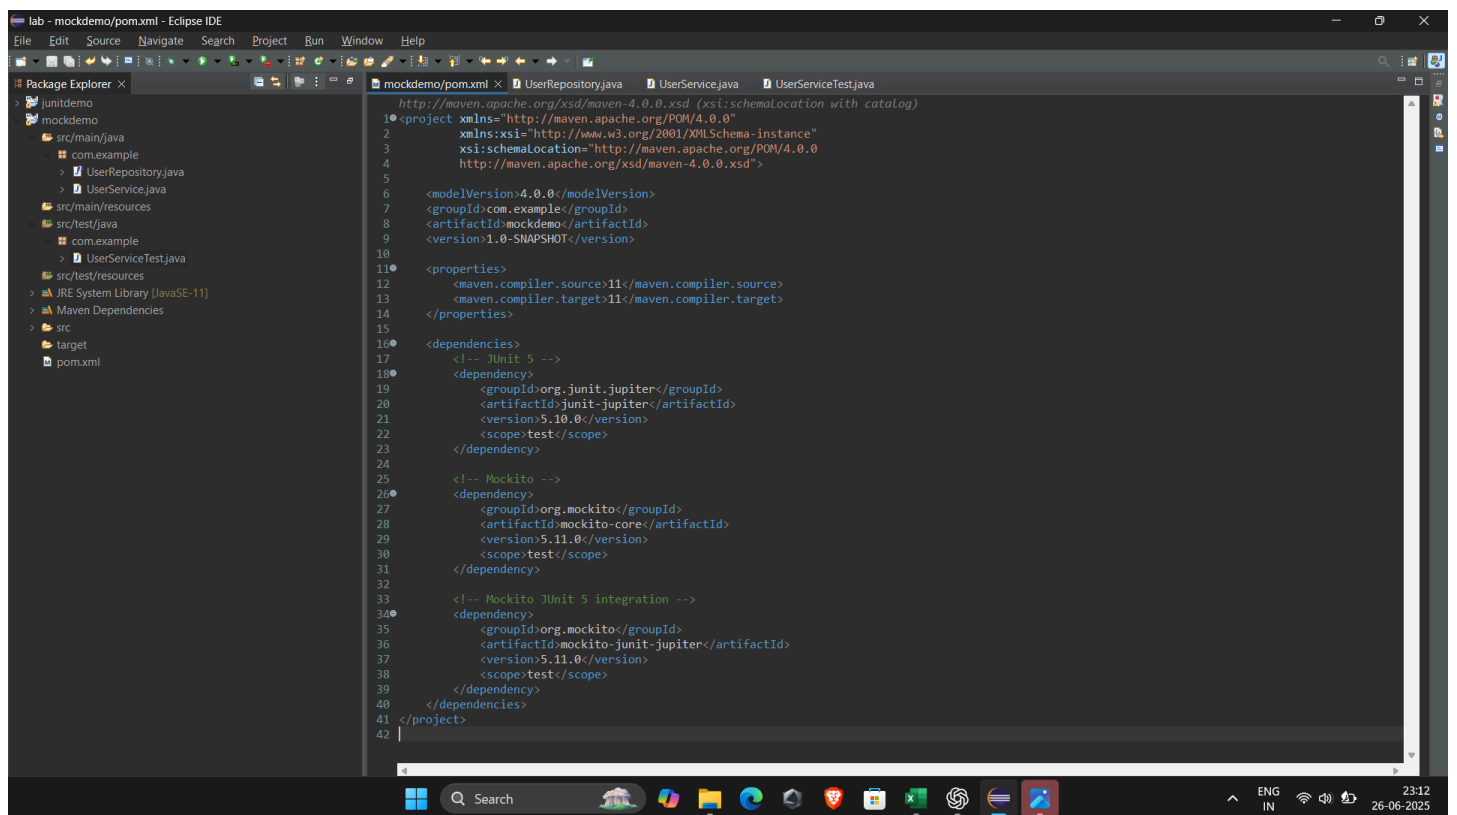 lab - mockdemo/pom.xml - Eclipse IDE
File Edit Source Navigate Search Project Run Window Help
Package Explorer
mockdemo/pom.xml UserRepository.java UserService.java UserServiceTest.java
junitdemo
mockdemo
src/main/java
com.example
UserRepository.java
UserService.java
src/main/resources
src/test/java
com.example
UserServiceTest.java
src/test/resources
JRE System Library [JavaSE-11]
Maven Dependencies
src
target
pom.xml
http://maven.apache.org/xsd/maven-4.0.0.xsd (xsi:schemaLocation with catalog)
1 <project xmlns="http://maven.apache.org/POM/4.0.0"
2 xmlns:xsi="http://www.w3.org/2001/XMLSchema-instance"
3 xsi:schemaLocation="http://maven.apache.org/POM/4.0.0
4 http://maven.apache.org/xsd/maven-4.0.0.xsd">
5
6 <modelVersion>4.0.0</modelVersion>
7 <groupId>com.example</groupId>
8 <artifactId>mockdemo</artifactId>
9 <version>1.0-SNAPSHOT</version>
10
11 <properties>
12 <maven.compiler.source>11</maven.compiler.source>
13 <maven.compiler.target>11</maven.compiler.target>
14 </properties>
15
16 <dependencies>
17 <!-- JUnit 5 -->
18 <dependency>
19 <groupId>org.junit.jupiter</groupId>
20 <artifactId>junit-jupiter</artifactId>
21 <version>5.10.0</version>
22 <scope>test</scope>
23 </dependency>
24
25 <!-- Mockito -->
26 <dependency>
27 <groupId>org.mockito</groupId>
28 <artifactId>mockito-core</artifactId>
29 <version>5.11.0</version>
30 <scope>test</scope>
31 </dependency>
32
33 <!-- Mockito JUnit 5 integration -->
34 <dependency>
35 <groupId>org.mockito</groupId>
36 <artifactId>mockito-junit-jupiter</artifactId>
37 <version>5.11.0</version>
38 <scope>test</scope>
39 </dependency>
40 </dependencies>
41 </project>
42
Search
ENG
IN
23:12
26-06-2025